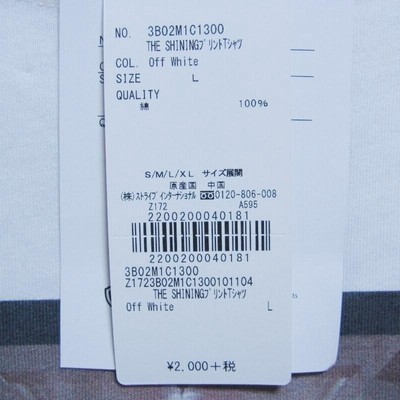 NO. 3B02M1C1300
THE SHININGプリントTシャツ
COL. Off White
SIZE L
QUALITY
綿 100%
S/M/L/XL サイズ展開
原産国 中国
(株)ストライプインターナショナル 0120-806-008
Z172 A595
2200200040181
2200200040181
3B02M1C1300
Z1723B02M1C1300101104
THE SHININGプリントTシャツ
Off White L
¥2,000+税